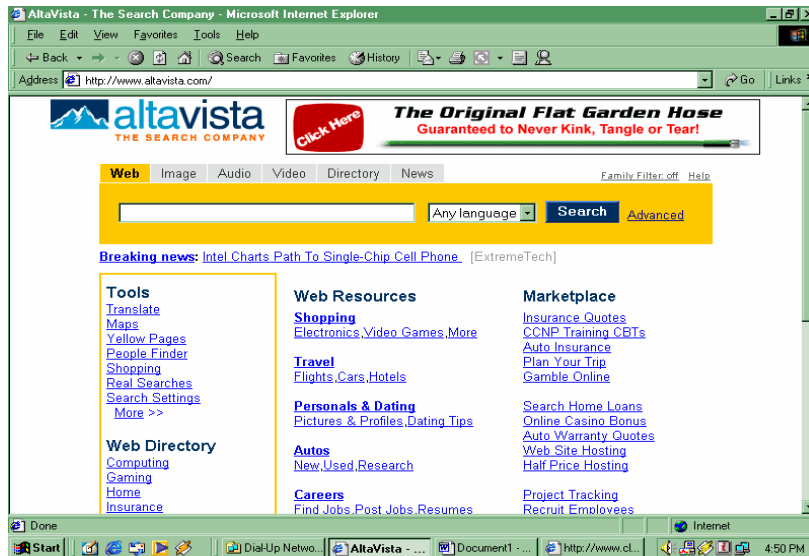 AltaVista - The Search Company - Microsoft Internet Explorer
File Edit View Favorites Tools Help
Back Search Favorites History
Address http://www.altavista.com/ Go Links
altavista
THE SEARCH COMPANY
Click Here
The Original Flat Garden Hose
Guaranteed to Never Kink, Tangle or Tear!
Web Image Audio Video Directory News Family Filter: off Help
Any language Search Advanced
Breaking news: Intel Charts Path To Single-Chip Cell Phone [ExtremeTech]
Tools
Translate
Maps
Yellow Pages
People Finder
Shopping
Real Searches
Search Settings
More >>
Web Directory
Computing
Gaming
Home
Insurance
Web Resources
Shopping
Electronics,Video Games,More
Travel
Flights,Cars,Hotels
Personals & Dating
Pictures & Profiles,Dating Tips
Autos
New,Used,Research
Careers
Find Jobs,Post Jobs,Resumes
Marketplace
Insurance Quotes
CCNP Training CBTs
Auto Insurance
Plan Your Trip
Gamble Online
Search Home Loans
Online Casino Bonus
Auto Warranty Quotes
Web Site Hosting
Half Price Hosting
Project Tracking
Recruit Employees
Done Internet
Start Dial-Up Netwo... AltaVista - ... Document1 - ... http://www.cl... 4:50 PM